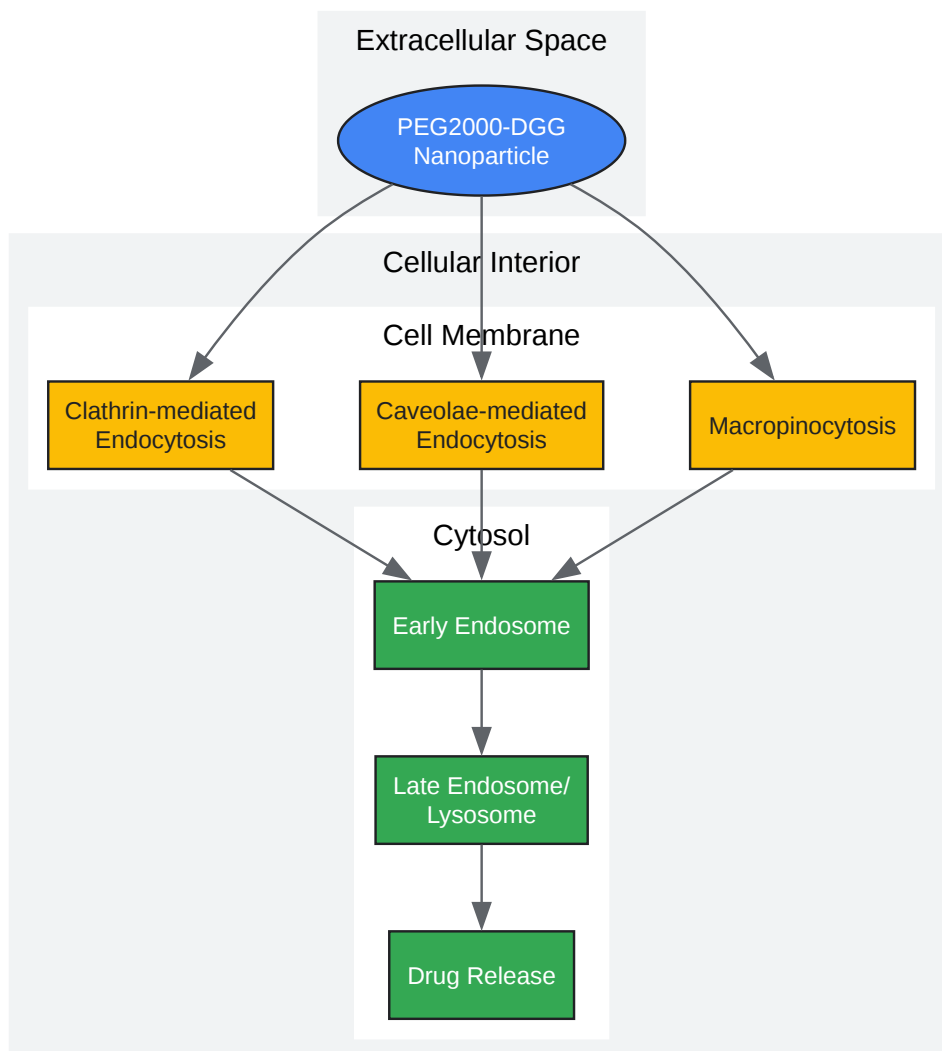 Extracellular Space
PEG2000-DGG
Nanoparticle
Cellular Interior
Cell Membrane
Clathrin-mediated
Endocytosis
Caveolae-mediated
Endocytosis
Macropinocytosis
Cytosol
Early Endosome
Late Endosome/
Lysosome
Drug Release